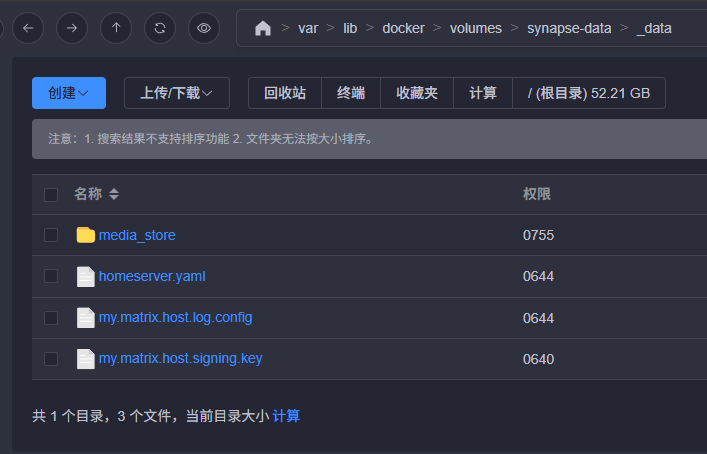 > var > lib > docker > volumes > synapse-data > _data
创建 上传/下载 回收站 终端 收藏夹 计算 / (根目录) 52.21 GB
注意：1. 搜索结果不支持排序功能 2. 文件夹无法按大小排序。
名称 权限
media_store 0755
homeserver.yaml 0644
my.matrix.host.log.config 0644
my.matrix.host.signing.key 0640
共 1 个目录，3 个文件，当前目录大小 计算